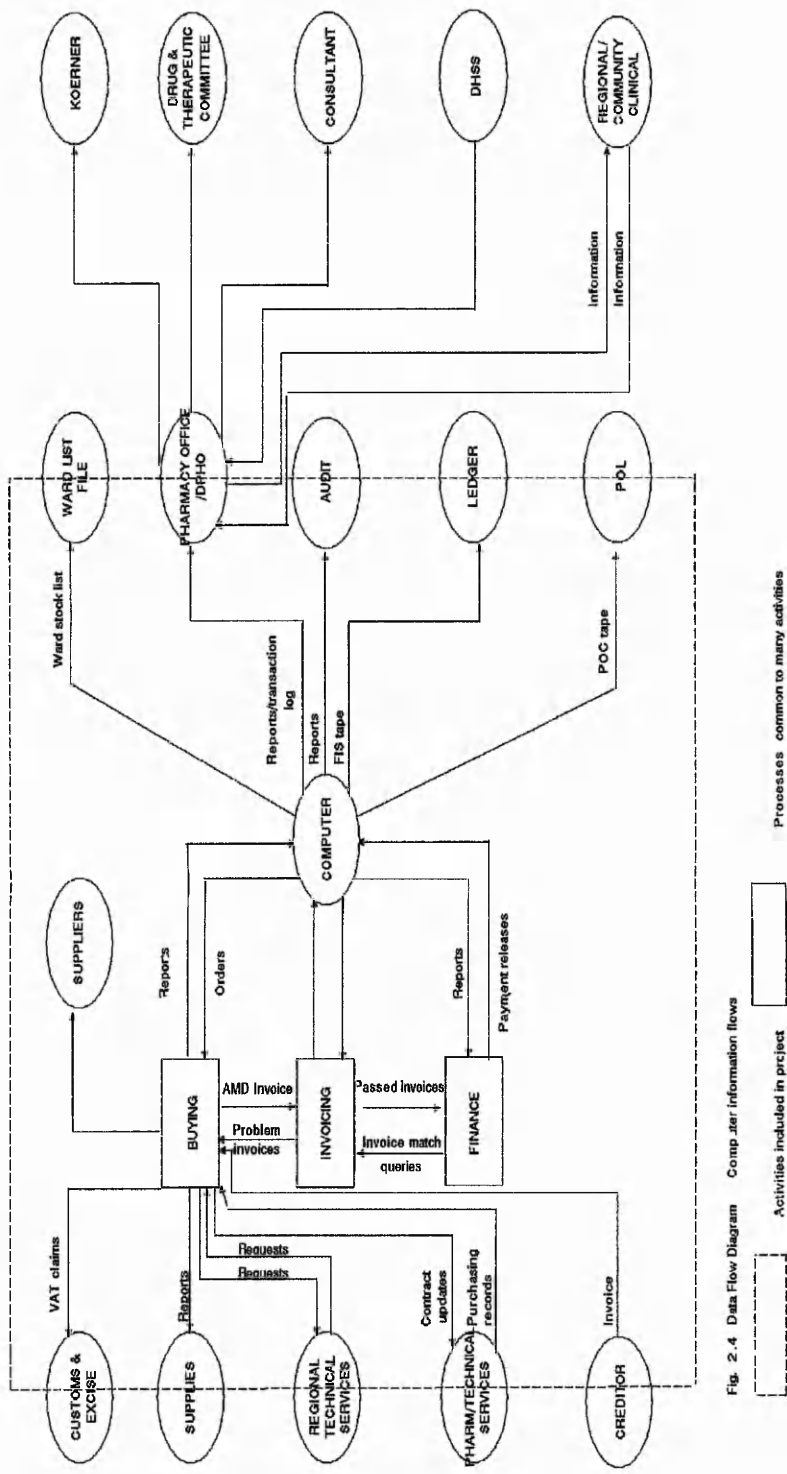 KOERNER
DRUG &
THERAPEUTIC
COMMITTEE
CONSULTANT
DHSS
REGIONAL/
COMMUNITY
CLINICAL
Information
Information
WARD LIST
FILE
PHARMACY OFFICE
/DPHO
AUDIT
LEDGER
POL
Ward stock list
Reports/transaction
log
Reports
FIS tape
POC tape
COMPUTER
SUPPLIERS
Reports
Orders
Reports
Payment releases
BUYING
AMD Invoice
Problem
invoices
INVOICING
Passed invoices
Invoice match
queries
FINANCE
VAT claims
Reports
Requests
Requests
Contract
updates
Purchasing
records
Invoice
CUSTOMS &
EXCISE
SUPPLIES
REGIONAL
TECHNICAL
SERVICES
PHARM/TECHNICAL
SERVICES
CREDITOR
Fig. 2.4 Data Flow Diagram Computer information flows
Activities included in project
Processes common to many activities